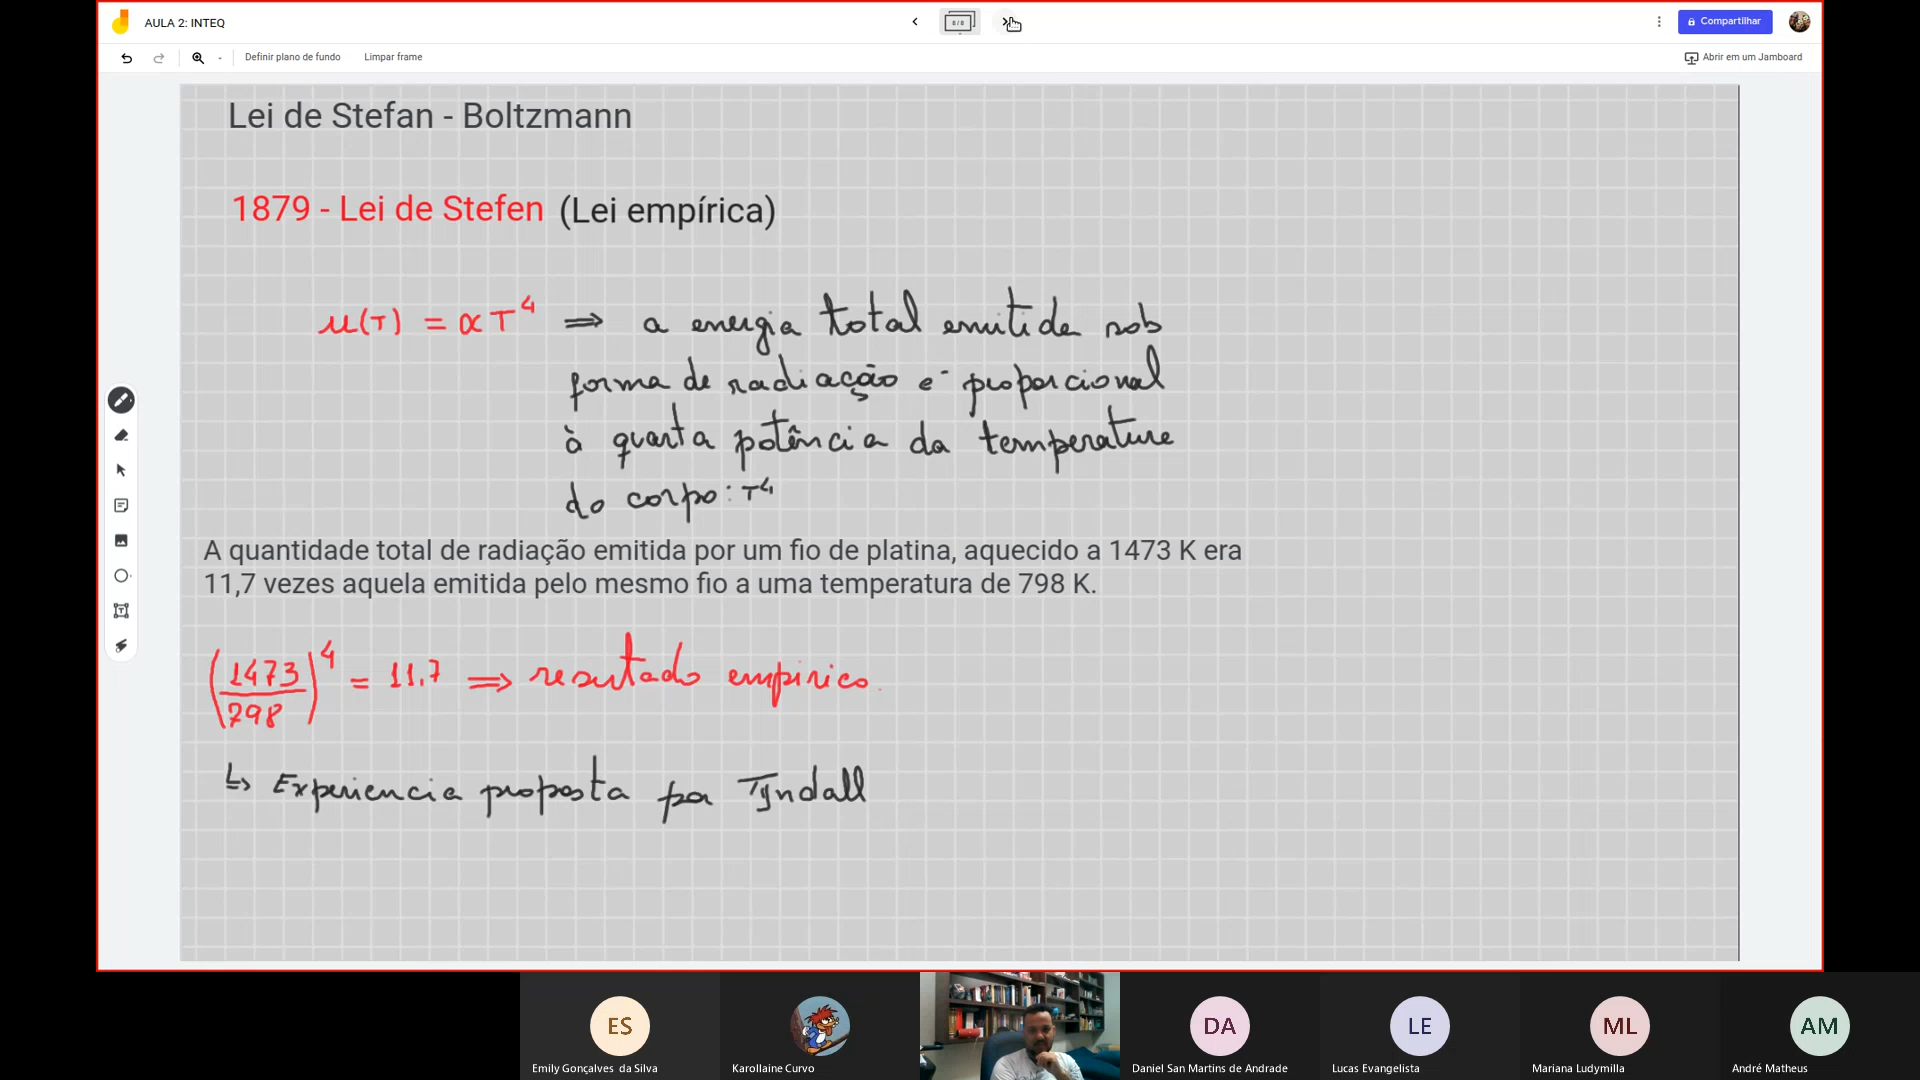 AULA 2: INTEQ
8/8
Compartilhar
Definir plano de fundo
Limpar frame
Abrir em um Jamboard
Lei de Stefan - Boltzmann
1879 - Lei de Stefen (Lei empírica)
u(T) = αT⁴ ⇒ a energia total emitida sob
forma de radiação é proporcional
à quarta potência da temperatura
do corpo: T⁴
A quantidade total de radiação emitida por um fio de platina, aquecido a 1473 K era
11,7 vezes aquela emitida pelo mesmo fio a uma temperatura de 798 K.
(1473/798)⁴ = 11,7 ⇒ resultado empírico.
↳ Experiencia proposta por Tyndall
ES
DA
LE
ML
AM
Emily Gonçalves da Silva
Karollaine Curvo
Daniel San Martins de Andrade
Lucas Evangelista
Mariana Ludymilla
André Matheus